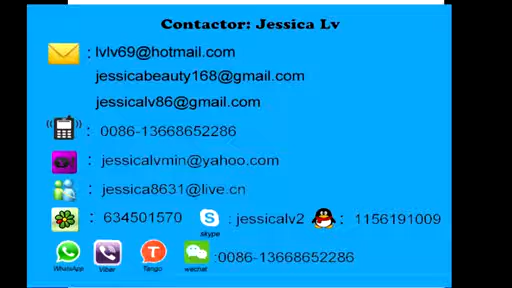 Contactor: Jessica Lv
: lvlv69@hotmail.com
jessicabeauty168@gmail.com
jessicalv86@gmail.com
: 0086-13668652286
: jessicalvmin@yahoo.com
: jessica8631@live.cn
: 634501570 : jessicalv2 : 1156191009
skype
:0086-13668652286
WhatsApp Viber Tango wechat